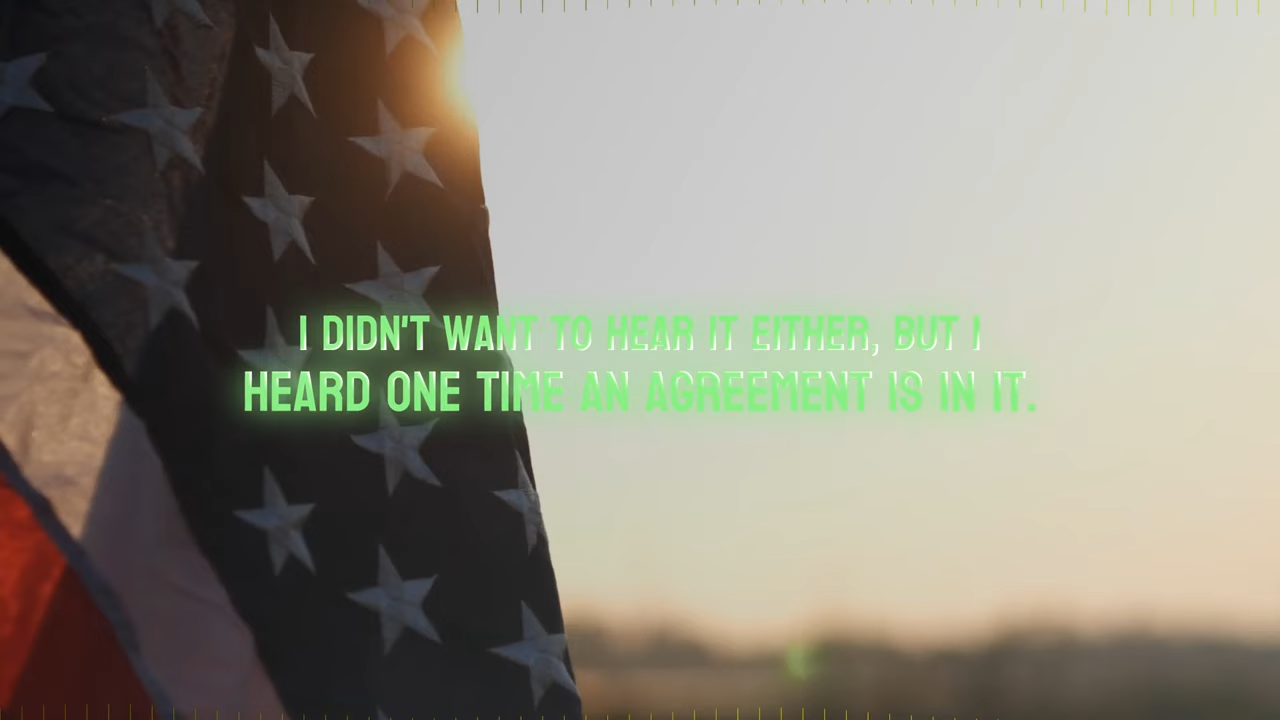 I DIDN'T WANT TO HEAR IT EITHER, BUT I
HEARD ONE TIME AN AGREEMENT IS IN IT.